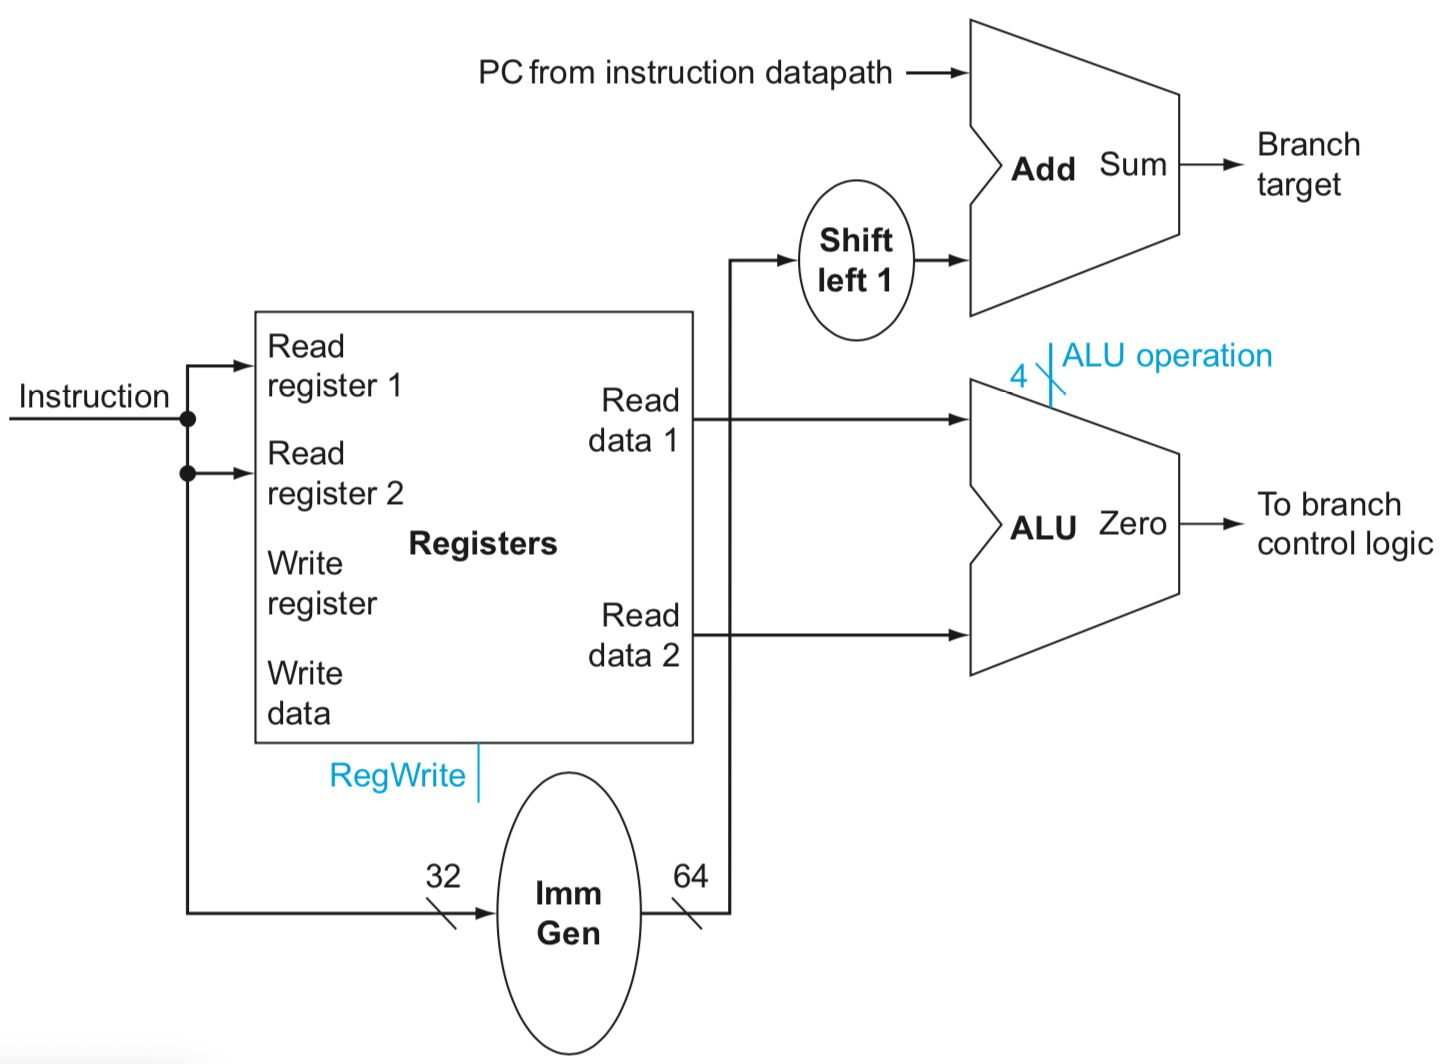 PC from instruction datapath
Add Sum
Branch
target
Shift
left 1
Instruction
Read
register 1
Read
register 2
Write
register
Write
data
Registers
Read
data 1
Read
data 2
RegWrite
4
ALU operation
ALU Zero
To branch
control logic
32
Imm
Gen
64